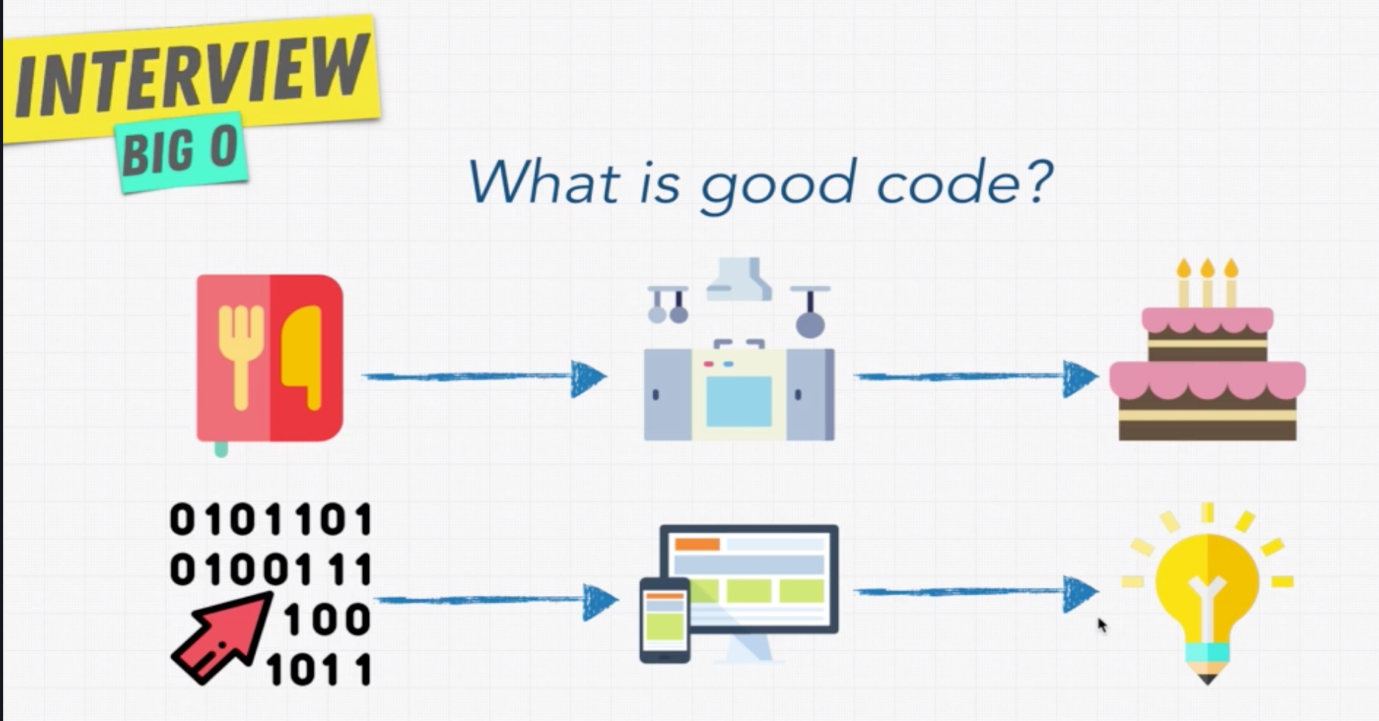 INTERVIEW
BIG O
What is good code?
0101101
0100111
100
1011